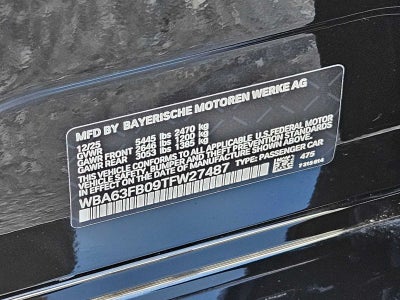 MFD BY BAYERISCHE MOTOREN WERKE AG
12/25
GVWR 5445 lbs 2470 kg
GAWR FRONT 2646 lbs 1200 kg
GAWR REAR 3053 lbs 1385 kg
THIS VEHICLE CONFORMS TO ALL APPLICABLE U.S. FEDERAL MOTOR
VEHICLE SAFETY, BUMPER AND THEFT PREVENTION STANDARDS
IN EFFECT ON THE DATE OF MANUFACTURE SHOWN ABOVE.
WBA63FB09TFW27487 TYPE: PASSENGER CAR
475